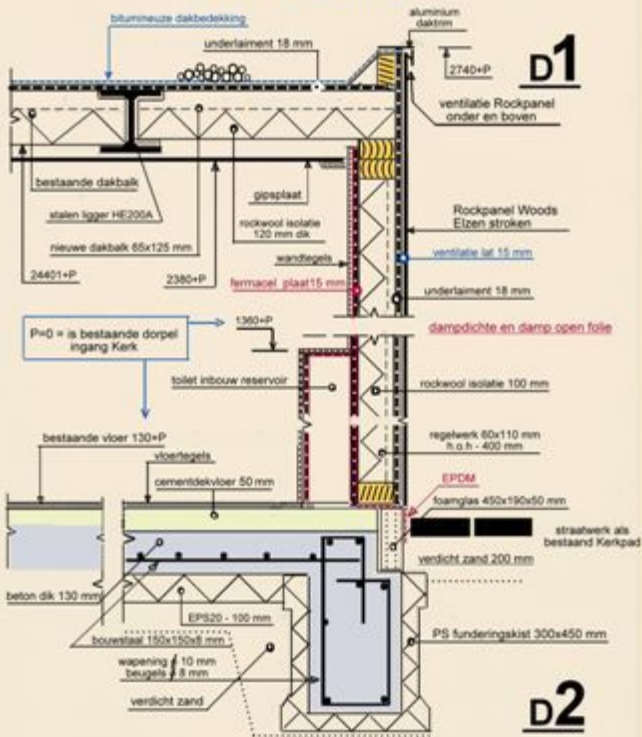 bitumineuze dakbedekking
aluminium
daktrim
underlaiment 18 mm
2740+P
D1
ventilatie Rockpanel
onder en boven
bestaande dakbalk
gipsplaat
stalen ligger HE200A
rockwool isolatie
120 mm dik
Rockpanel Woods
Elzen stroken
nieuwe dakbalk 65x125 mm
wandtegels
ventilatie lat 15 mm
24401+P
2380+P
fermacel plaat15 mm
underlaiment 18 mm
1360+P
P=0 = is bestaande dorpel
ingang Kerk
dampdichte en damp open folie
toilet inbouw reservoir
rockwool isolatie 100 mm
bestaande vloer 130+P
regelwerk 60x110 mm
h.o.h - 400 mm
vloertegels
cementdekvloer 50 mm
EPDM
foamglas 450x190x50 mm
straatwerk als
bestaand Kerkpad
verdicht zand 200 mm
beton dik 130 mm
EPS20 - 100 mm
bouwstaal 150x150x8 mm
PS funderingskist 300x450 mm
wapening 10 mm
beugels 8 mm
verdicht zand
D2